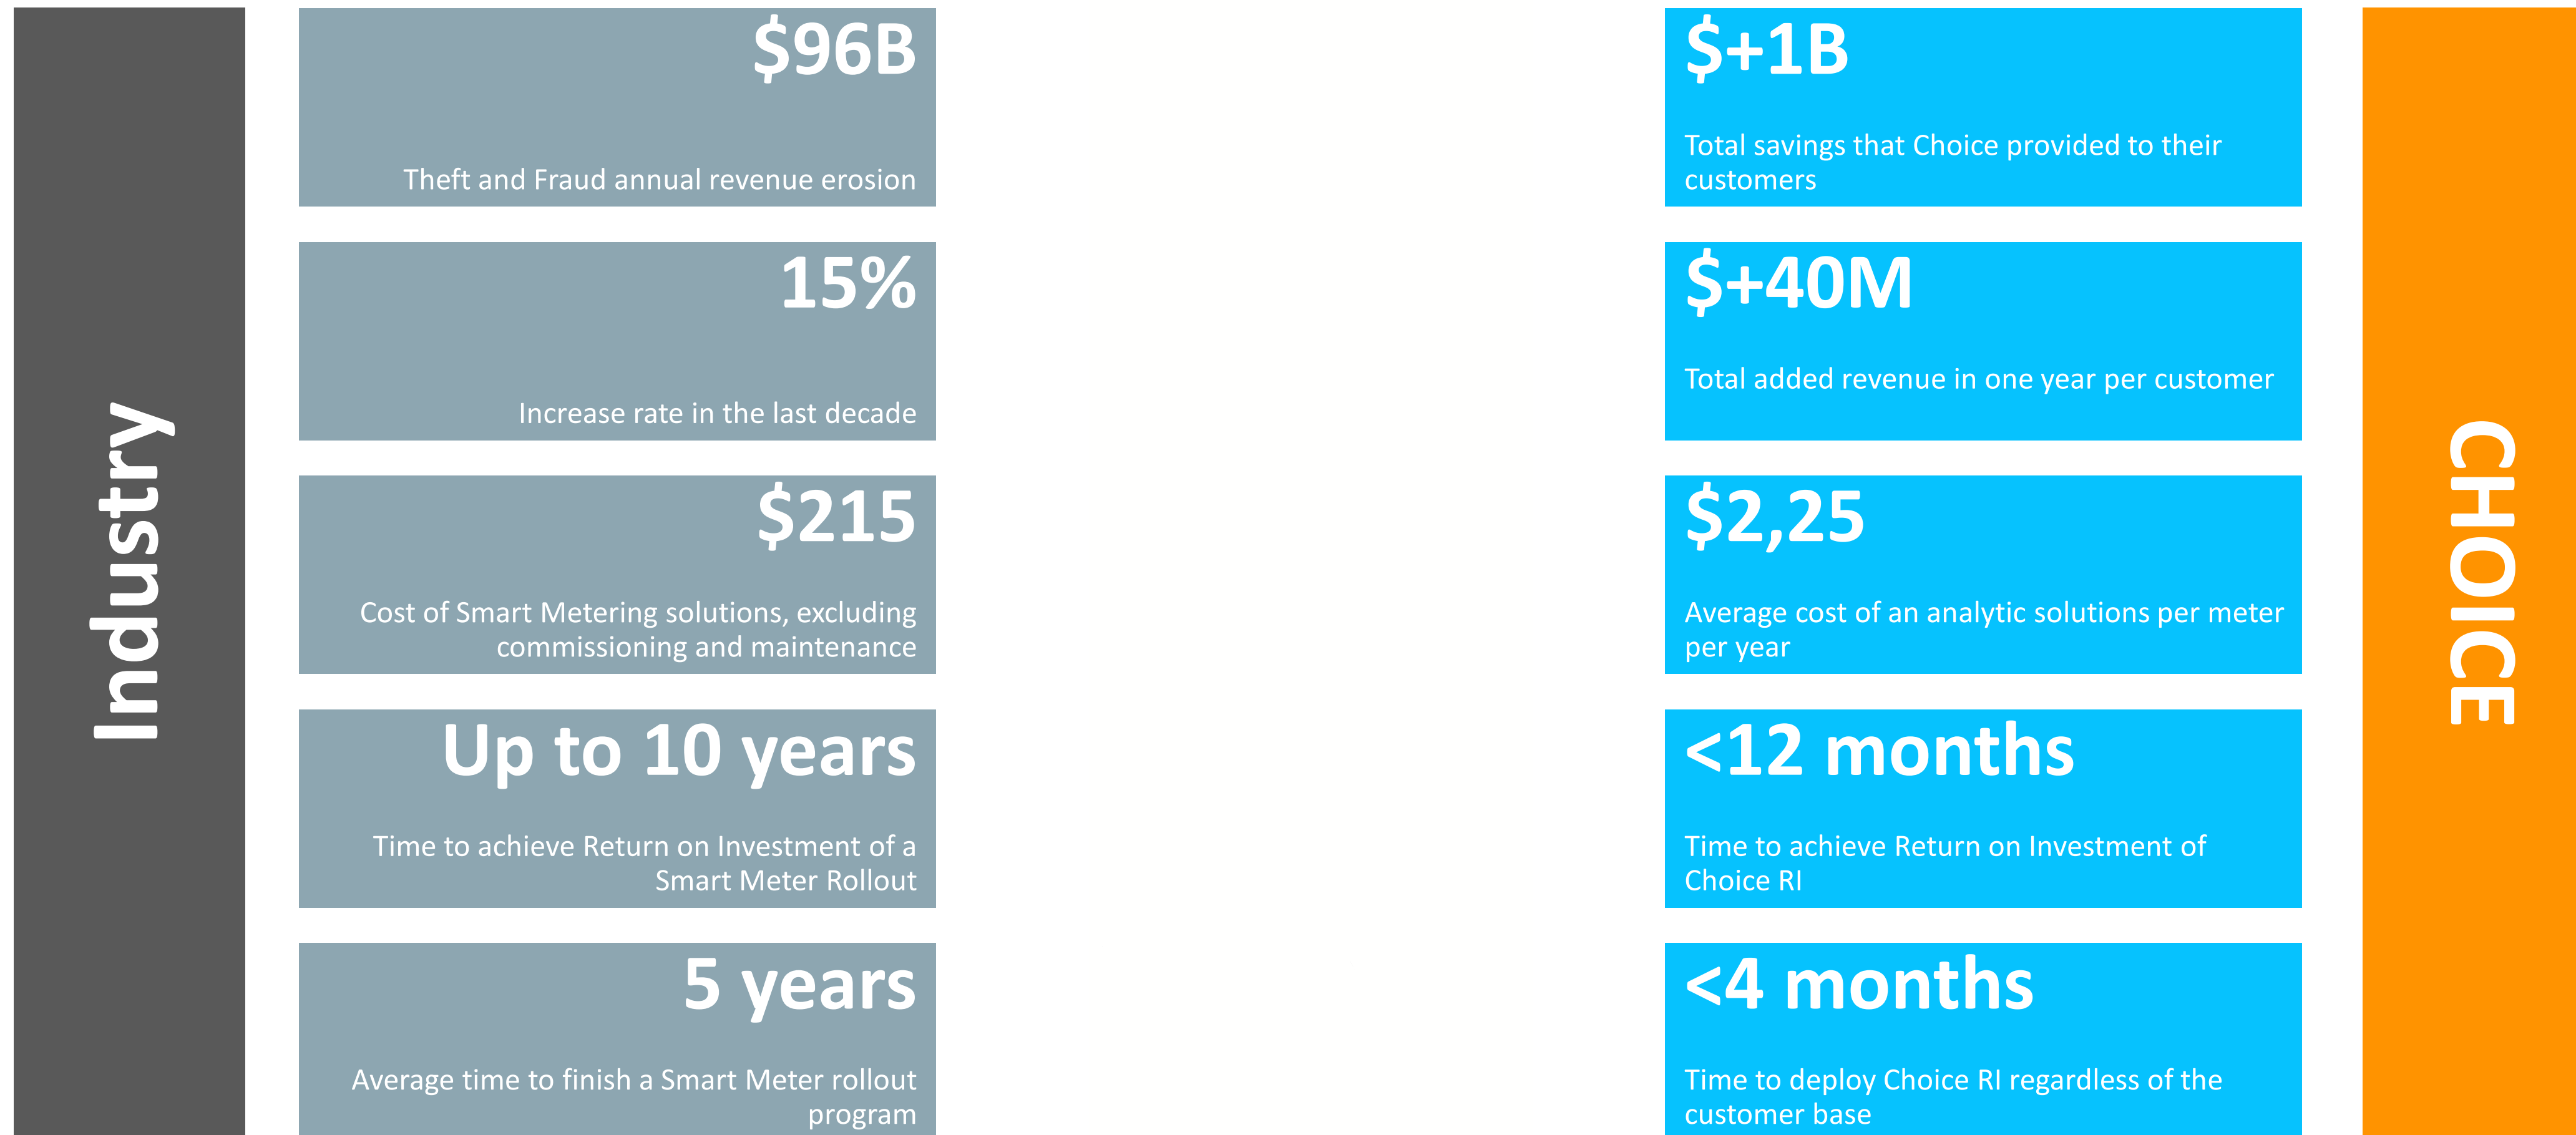 Industry
$96B
Theft and Fraud annual revenue erosion
15%
Increase rate in the last decade
$215
Cost of Smart Metering solutions, excluding
commissioning and maintenance
Up to 10 years
Time to achieve Return on Investment of a
Smart Meter Rollout
5 years
Average time to finish a Smart Meter rollout
program
$+1B
Total savings that Choice provided to their
customers
$+40M
Total added revenue in one year per customer
$2,25
Average cost of an analytic solutions per meter
per year
<12 months
Time to achieve Return on Investment of
Choice RI
<4 months
Time to deploy Choice RI regardless of the
customer base
CHOICE